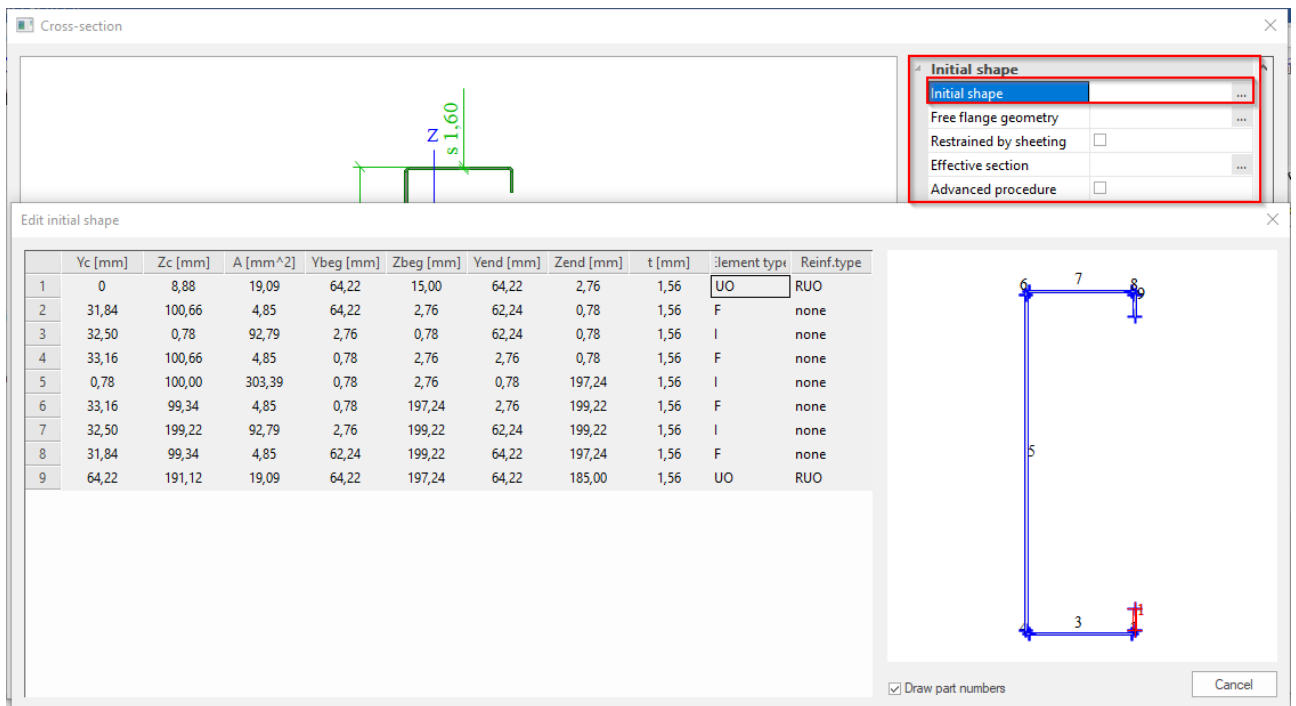 Cross-section
Initial shape
Initial shape ...
Free flange geometry ...
Restrained by sheeting
Effective section ...
Advanced procedure
Z
s 1,60
Edit initial shape
Yc [mm] Zc [mm] A [mm^2] Ybeg [mm] Zbeg [mm] Yend [mm] Zend [mm] t [mm] Element type Reinf.type
1 0 8,88 19,09 64,22 15,00 64,22 2,76 1,56 UO RUO
2 31,84 100,66 4,85 64,22 2,76 62,24 0,78 1,56 F none
3 32,50 0,78 92,79 2,76 0,78 62,24 0,78 1,56 I none
4 33,16 100,66 4,85 0,78 2,76 2,76 0,78 1,56 F none
5 0,78 100,00 303,39 0,78 2,76 0,78 197,24 1,56 I none
6 33,16 99,34 4,85 0,78 197,24 2,76 199,22 1,56 F none
7 32,50 199,22 92,79 2,76 199,22 62,24 199,22 1,56 I none
8 31,84 99,34 4,85 62,24 199,22 64,22 197,24 1,56 F none
9 64,22 191,12 19,09 64,22 197,24 64,22 185,00 1,56 UO RUO
6 7 8
9
5
1
3
Draw part numbers
Cancel